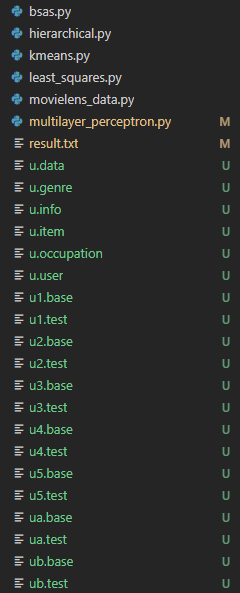 bsas.py
hierarchical.py
kmeans.py
least_squares.py
movielens_data.py
multilayer_perceptron.py M
result.txt M
u.data U
u.genre U
u.info U
u.item U
u.occupation U
u.user U
u1.base U
u1.test U
u2.base U
u2.test U
u3.base U
u3.test U
u4.base U
u4.test U
u5.base U
u5.test U
ua.base U
ua.test U
ub.base U
ub.test U